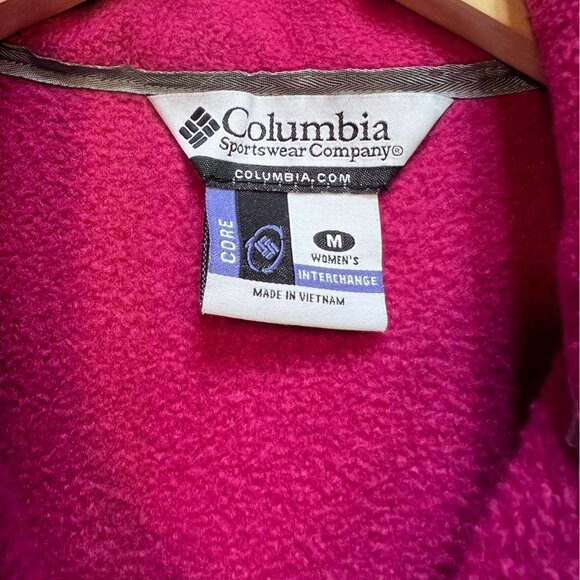 Columbia
Sportswear Company®
COLUMBIA.COM
CORE
M
WOMEN'S
INTERCHANGE
MADE IN VIETNAM